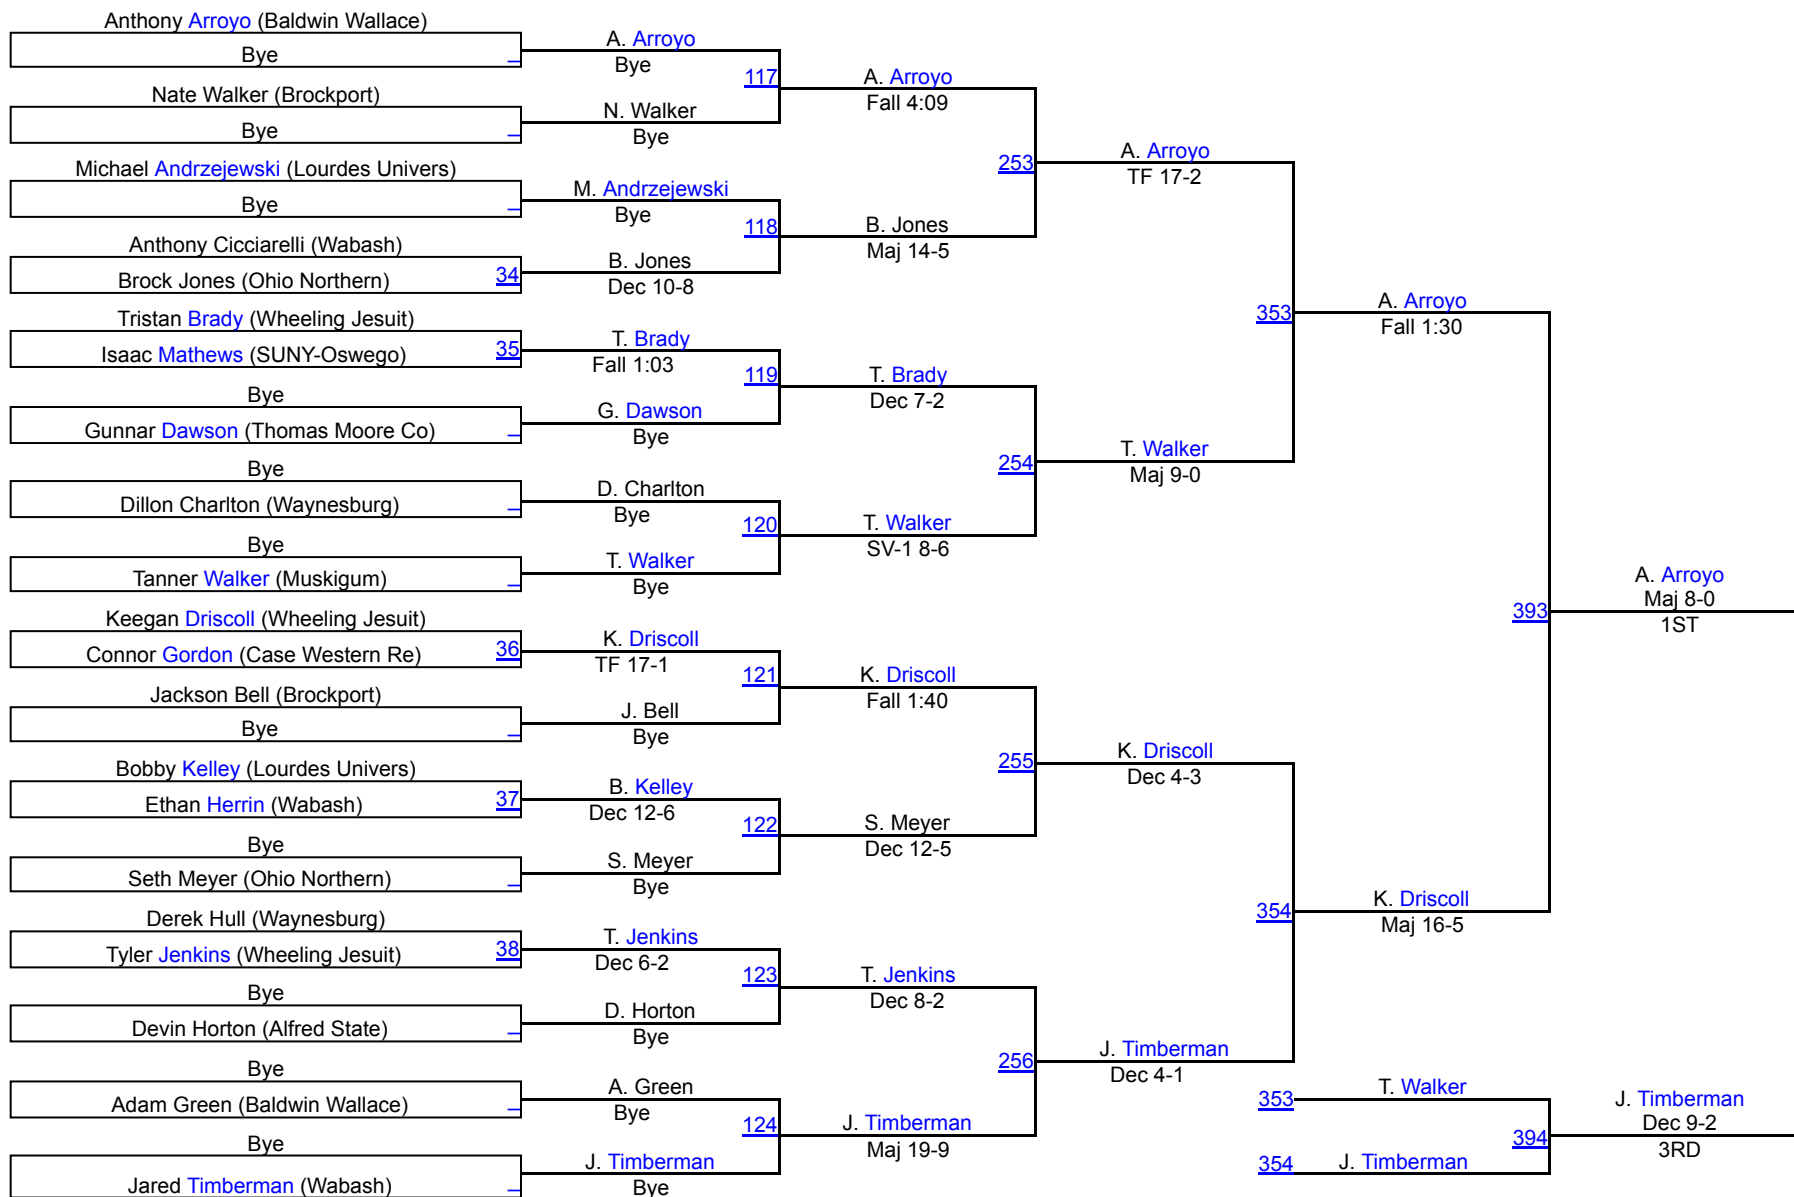 Anthony Arroyo (Baldwin Wallace)
Bye
Nate Walker (Brockport)
Bye
Michael Andrzejewski (Lourdes Univers)
Bye
Anthony Cicciarelli (Wabash)
Brock Jones (Ohio Northern) 34
Tristan Brady (Wheeling Jesuit)
Isaac Mathews (SUNY-Oswego) 35
Bye
Gunnar Dawson (Thomas Moore Co)
Bye
Dillon Charlton (Waynesburg)
Bye
Tanner Walker (Muskigum)
Keegan Driscoll (Wheeling Jesuit)
Connor Gordon (Case Western Re) 36
Jackson Bell (Brockport)
Bye
Bobby Kelley (Lourdes Univers)
Ethan Herrin (Wabash) 37
Bye
Seth Meyer (Ohio Northern)
Derek Hull (Waynesburg)
Tyler Jenkins (Wheeling Jesuit) 38
Bye
Devin Horton (Alfred State)
Bye
Adam Green (Baldwin Wallace)
Bye
Jared Timberman (Wabash)
A. Arroyo
Bye
117
N. Walker
Bye
M. Andrzejewski
Bye
118
B. Jones
Dec 10-8
T. Brady
Fall 1:03
119
G. Dawson
Bye
D. Charlton
Bye
120
T. Walker
Bye
K. Driscoll
TF 17-1
121
J. Bell
Bye
B. Kelley
Dec 12-6
122
S. Meyer
Bye
T. Jenkins
Dec 6-2
123
D. Horton
Bye
A. Green
Bye
124
J. Timberman
Bye
A. Arroyo
Fall 4:09
253
B. Jones
Maj 14-5
T. Brady
Dec 7-2
254
T. Walker
SV-1 8-6
K. Driscoll
Fall 1:40
255
S. Meyer
Dec 12-5
T. Jenkins
Dec 8-2
256
J. Timberman
Maj 19-9
A. Arroyo
TF 17-2
353
T. Walker
Maj 9-0
K. Driscoll
Dec 4-3
354
J. Timberman
Dec 4-1
A. Arroyo
Fall 1:30
393
K. Driscoll
Maj 16-5
A. Arroyo
Maj 8-0
1ST
353 T. Walker
394
354 J. Timberman
J. Timberman
Dec 9-2
3RD